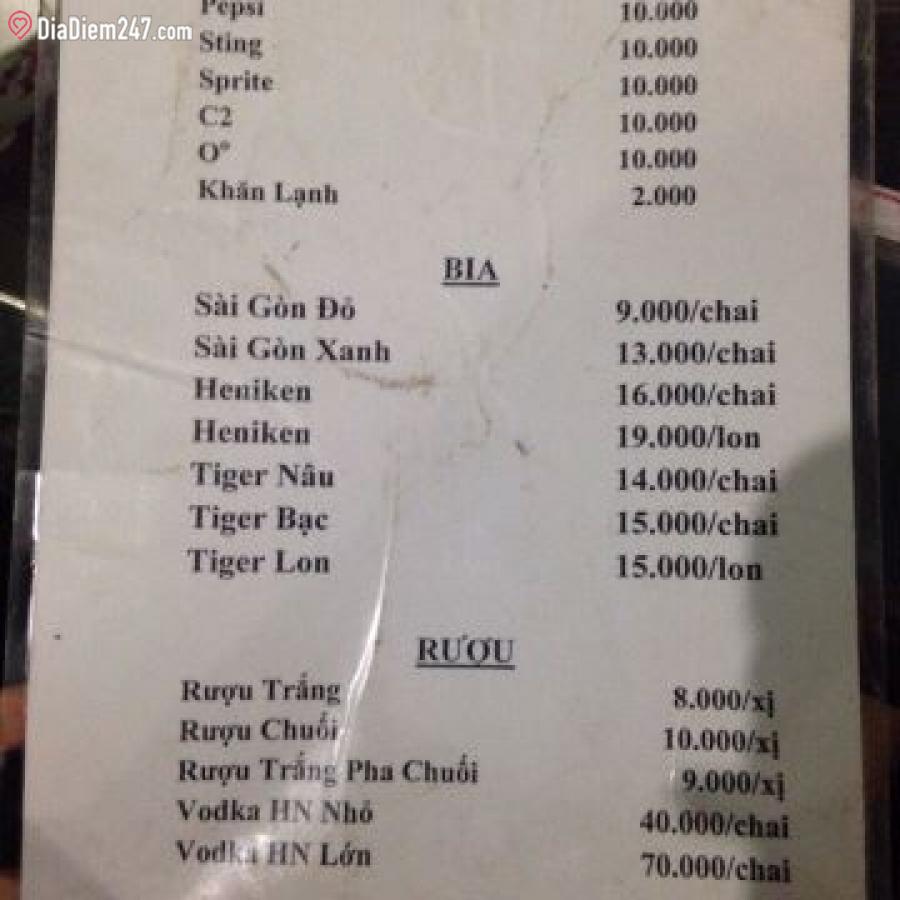 DiaDiem247.com
Pepsi 10.000
Sting 10.000
Sprite 10.000
C2 10.000
Oº 10.000
Khăn Lạnh 2.000
BIA
Sài Gòn Đỏ 9.000/chai
Sài Gòn Xanh 13.000/chai
Heniken 16.000/chai
Heniken 19.000/lon
Tiger Nâu 14.000/chai
Tiger Bạc 15.000/chai
Tiger Lon 15.000/lon
RƯỢU
Rượu Trắng 8.000/xị
Rượu Chuối 10.000/xị
Rượu Trắng Pha Chuối 9.000/xị
Vodka HN Nhỏ 40.000/chai
Vodka HN Lớn 70.000/chai